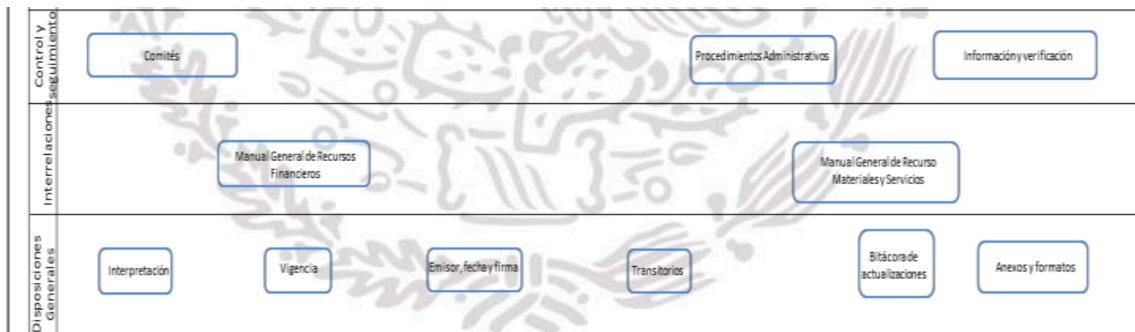 Control y
seguimiento
Comités
Procedimientos Administrativos
Información y verificación
Interrelaciones
Manual General de Recursos
Financieros
Manual General de Recurso
Materiales y Servicios
Disposiciones
Generales
Interpretación
Vigencia
Emisor, fecha y firma
Transitorios
Bitácora de
actualizaciones
Anexos y formatos